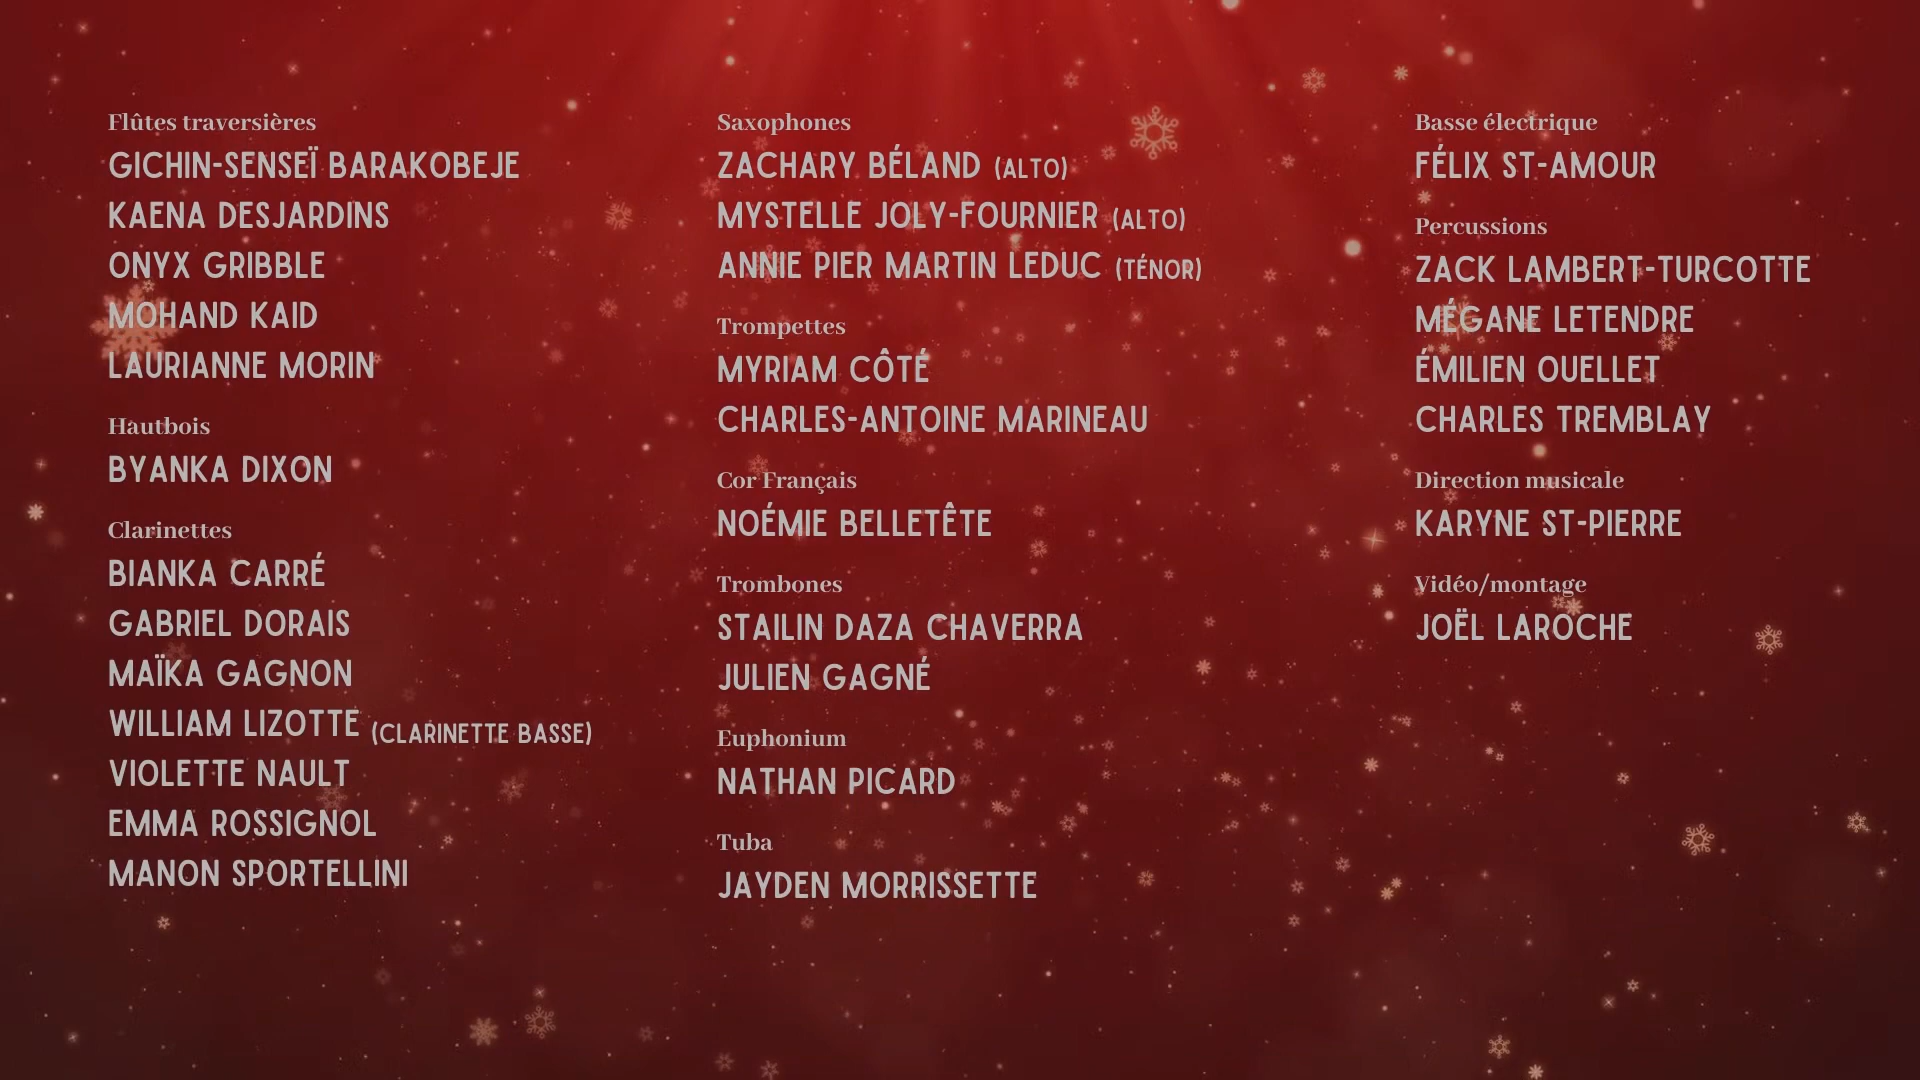 Flûtes traversières
GICHIN-SENSEÏ BARAKOBEJE
KAENA DESJARDINS
ONYX GRIBBLE
MOHAND KAID
LAURIANNE MORIN
Hautbois
BYANKA DIXON
Clarinettes
BIANKA CARRÉ
GABRIEL DORAIS
MAÏKA GAGNON
WILLIAM LIZOTTE (CLARINETTE BASSE)
VIOLETTE NAULT
EMMA ROSSIGNOL
MANON SPORTELLINI
Saxophones
ZACHARY BÉLAND (ALTO)
MYSTELLE JOLY-FOURNIER (ALTO)
ANNIE PIER MARTIN LEDUC (TÉNOR)
Trompettes
MYRIAM CÔTÉ
CHARLES-ANTOINE MARINEAU
Cor Français
NOÉMIE BELLETÊTE
Trombones
STAILIN DAZA CHAVERRA
JULIEN GAGNÉ
Euphonium
NATHAN PICARD
Tuba
JAYDEN MORRISSETTE
Basse électrique
FÉLIX ST-AMOUR
Percussions
ZACK LAMBERT-TURCOTTE
MÉGANE LETENDRE
ÉMILIEN OUELLET
CHARLES TREMBLAY
Direction musicale
KARYNE ST-PIERRE
Vidéo/montage
JOËL LAROCHE